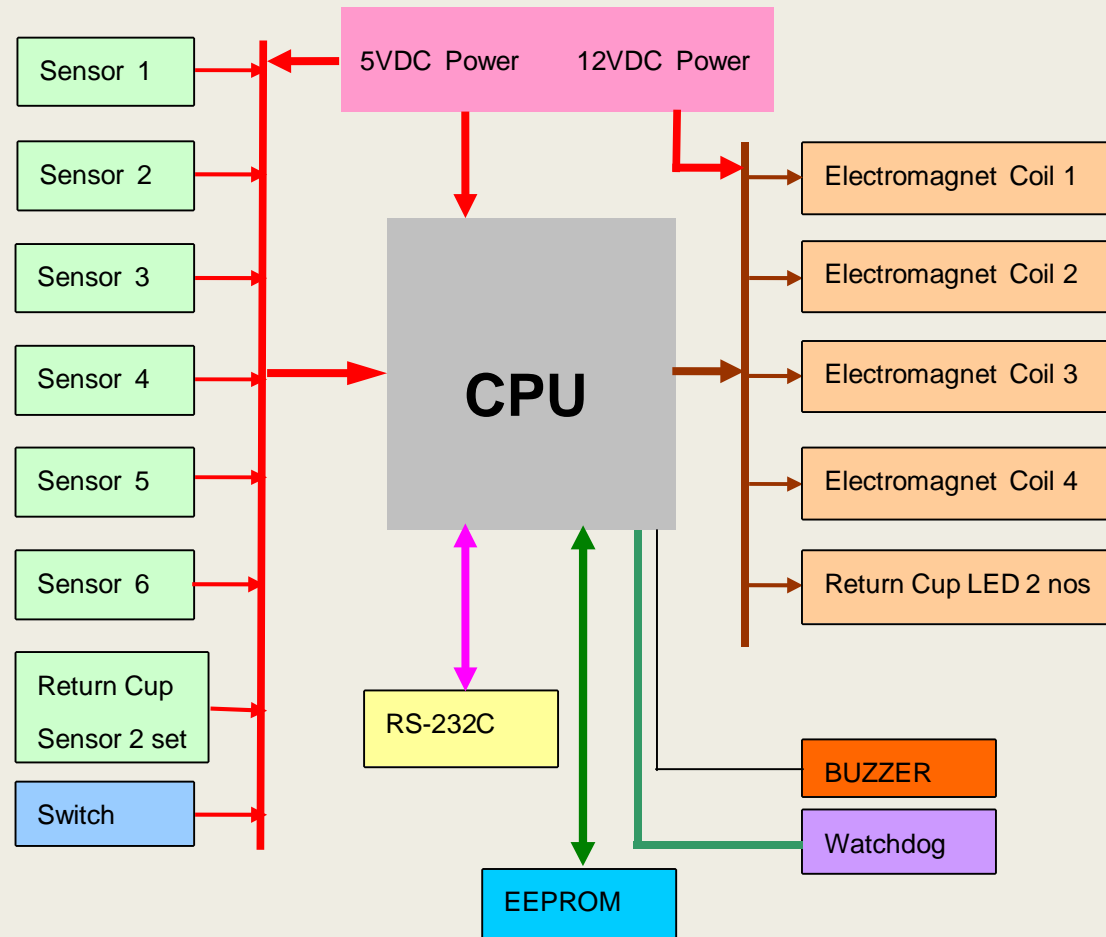 5VDC Power 12VDC Power
Sensor 1
Sensor 2
Sensor 3
Sensor 4
Sensor 5
Sensor 6
Return Cup
Sensor 2 set
Switch
CPU
Electromagnet Coil 1
Electromagnet Coil 2
Electromagnet Coil 3
Electromagnet Coil 4
Return Cup LED 2 nos
RS-232C
BUZZER
Watchdog
EEPROM